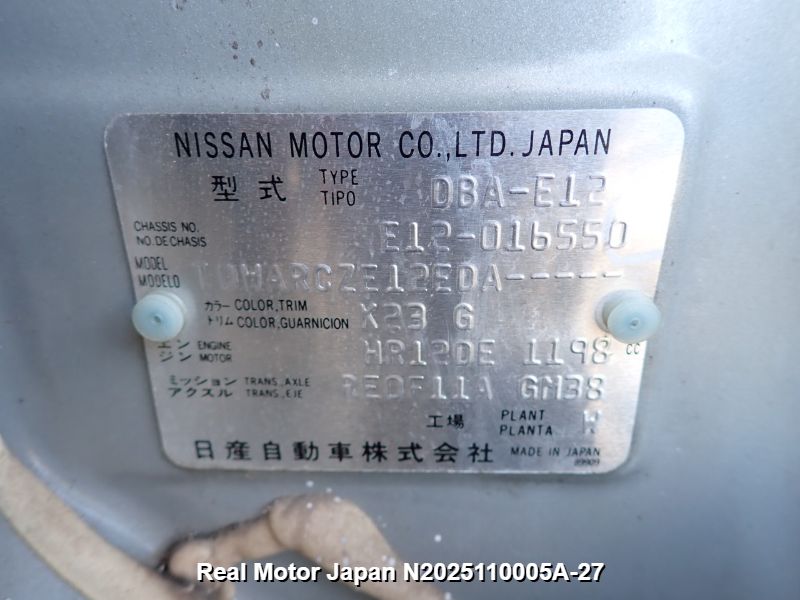 NISSAN MOTOR CO.,LTD. JAPAN
型式 TYPE TIPO DBA-E12
CHASSIS NO. NO.DE CHASIS E12-016550
MODEL MODELO ARCZE12EDA-----
カラー COLOR,TRIM トリム COLOR,GUARNICION X23 G
エンジン ENGINE MOTOR HR12DE 1198 CC
ミッション TRANS.,AXLE アクスル TRANS.,EJE RE0F11A GM38
工場 PLANT PLANTA W
日産自動車株式会社 MADE IN JAPAN
89909
Real Motor Japan N2025110005A-27